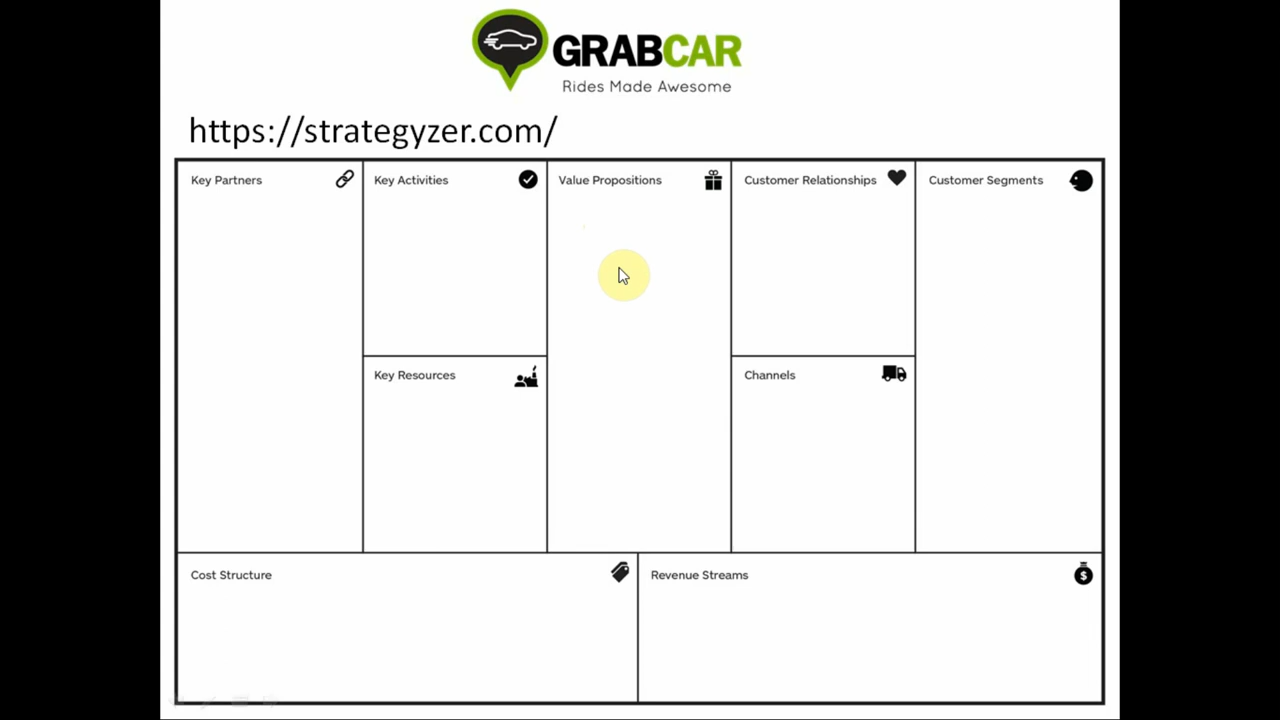 GRABCAR
Rides Made Awesome
https://strategyzer.com/
Key Partners
Key Activities
Value Propositions
Customer Relationships
Customer Segments
Key Resources
Channels
Cost Structure
Revenue Streams
$